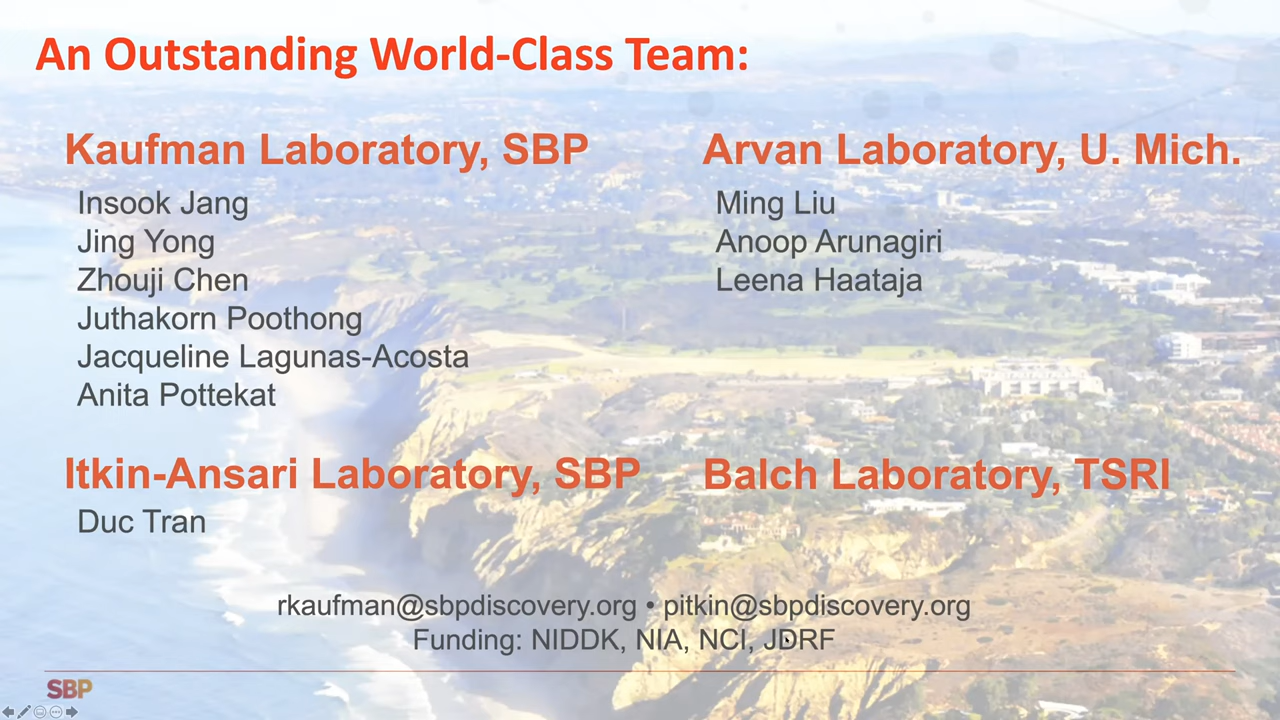 An Outstanding World-Class Team:
Kaufman Laboratory, SBP
Insook Jang
Jing Yong
Zhouji Chen
Juthakorn Poothong
Jacqueline Lagunas-Acosta
Anita Pottekat
Arvan Laboratory, U. Mich.
Ming Liu
Anoop Arunagiri
Leena Haataja
Itkin-Ansari Laboratory, SBP
Duc Tran
Balch Laboratory, TSRI
rkaufman@sbpdiscovery.org • pitkin@sbpdiscovery.org
Funding: NIDDK, NIA, NCI, JDRF
SBP